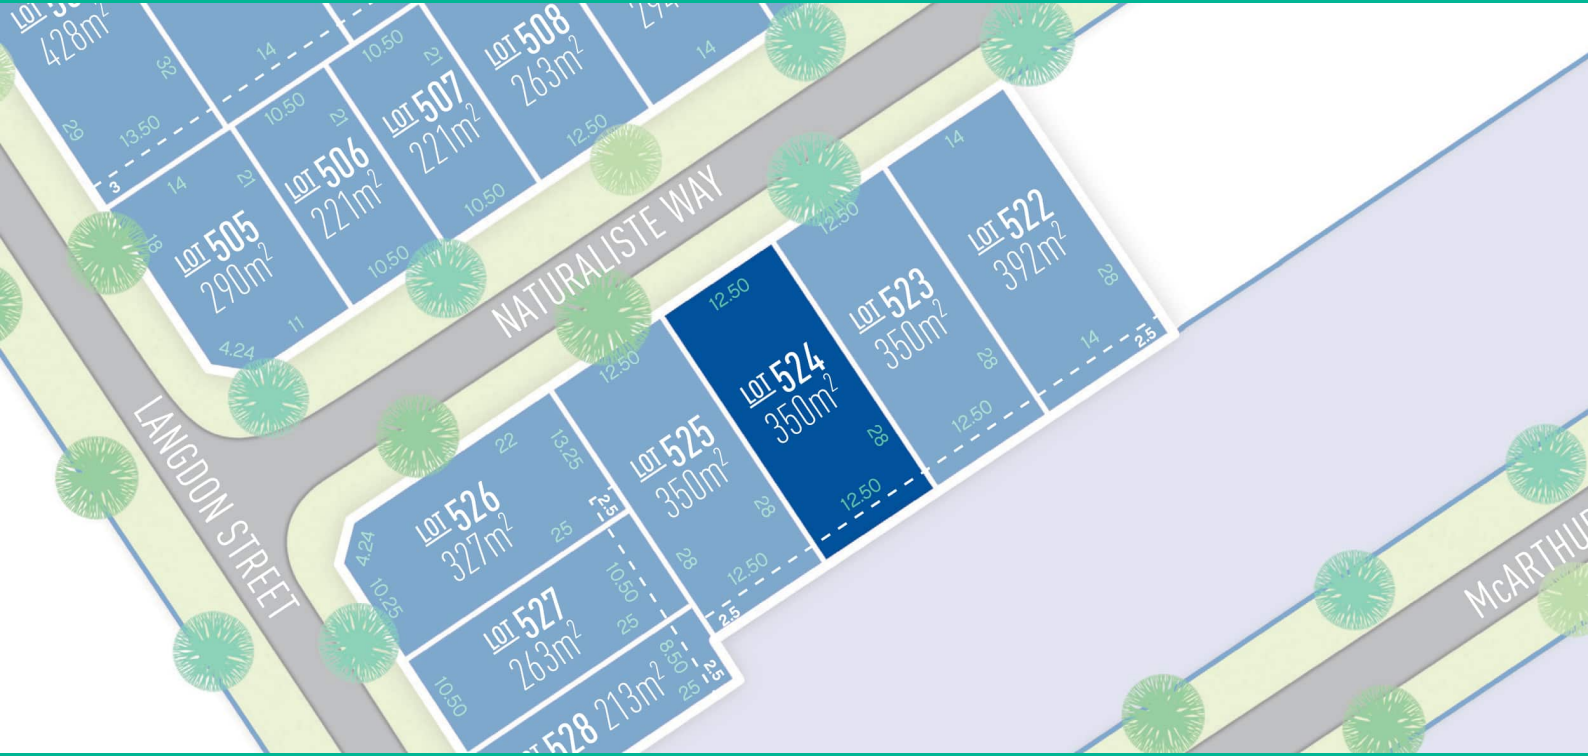 428m²
29
32
13.50
3
14
LOT 505
290m²
14
21
18
11
4.24
LOT 506
221m²
10.50
21
10.50
LOT 507
221m²
10.50
21
10.50
LOT 508
263m²
12.50
14
NATURALISTE WAY
LANGDON STREET
LOT 522
392m²
14
28
14
2.5
LOT 523
350m²
12.50
28
12.50
LOT 524
350m²
12.50
28
12.50
LOT 525
350m²
12.50
28
28
12.50
2.5
LOT 526
327m²
22
13.25
2.5
25
4.24
10.25
LOT 527
263m²
10.50
25
10.50
528 213m²
8.50
25
2.5
McARTHU